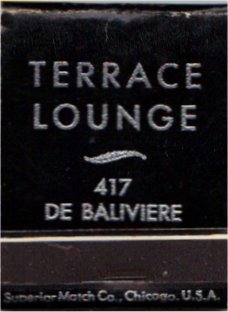 TERRACE
LOUNGE
417
DE BALIVIERE
Superior Match Co., Chicago, U.S.A.